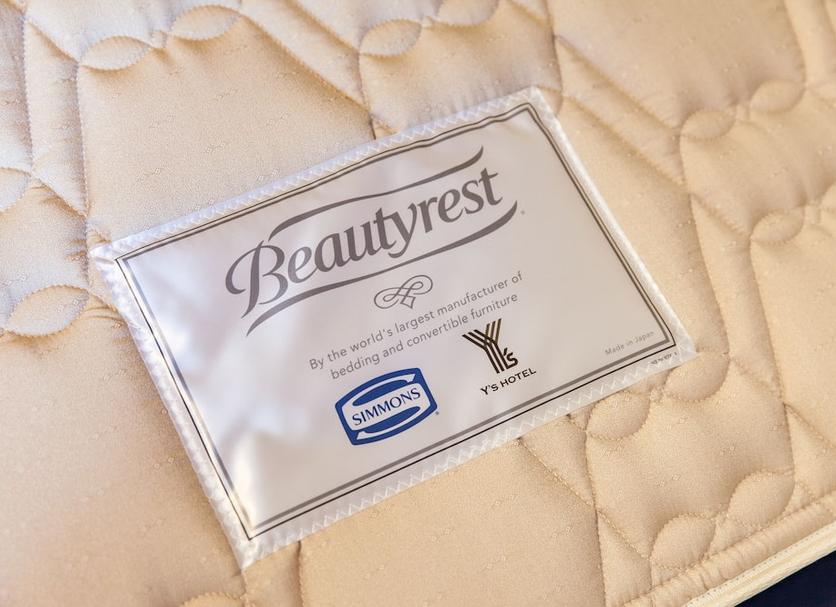 Beautyrest
By the world's largest manufacturer of
bedding and convertible furniture
SIMMONS
Y's
Y's HOTEL
Made in Japan